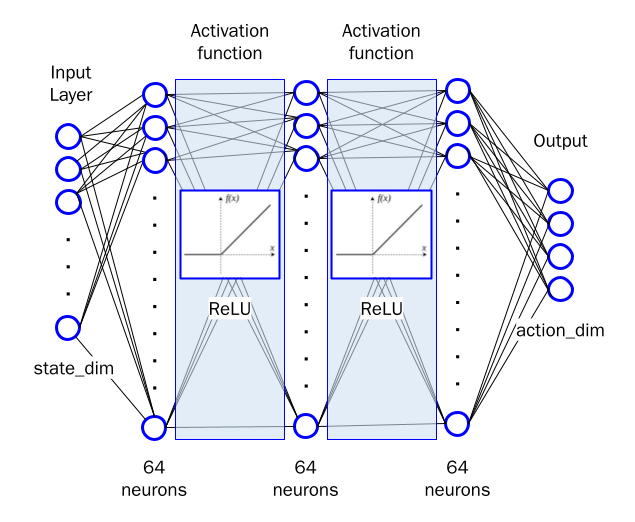 Activation
function
Activation
function
Input
Layer
Output
f(x)
x
f(x)
x
ReLU
ReLU
action_dim
state_dim
64
neurons
64
neurons
64
neurons